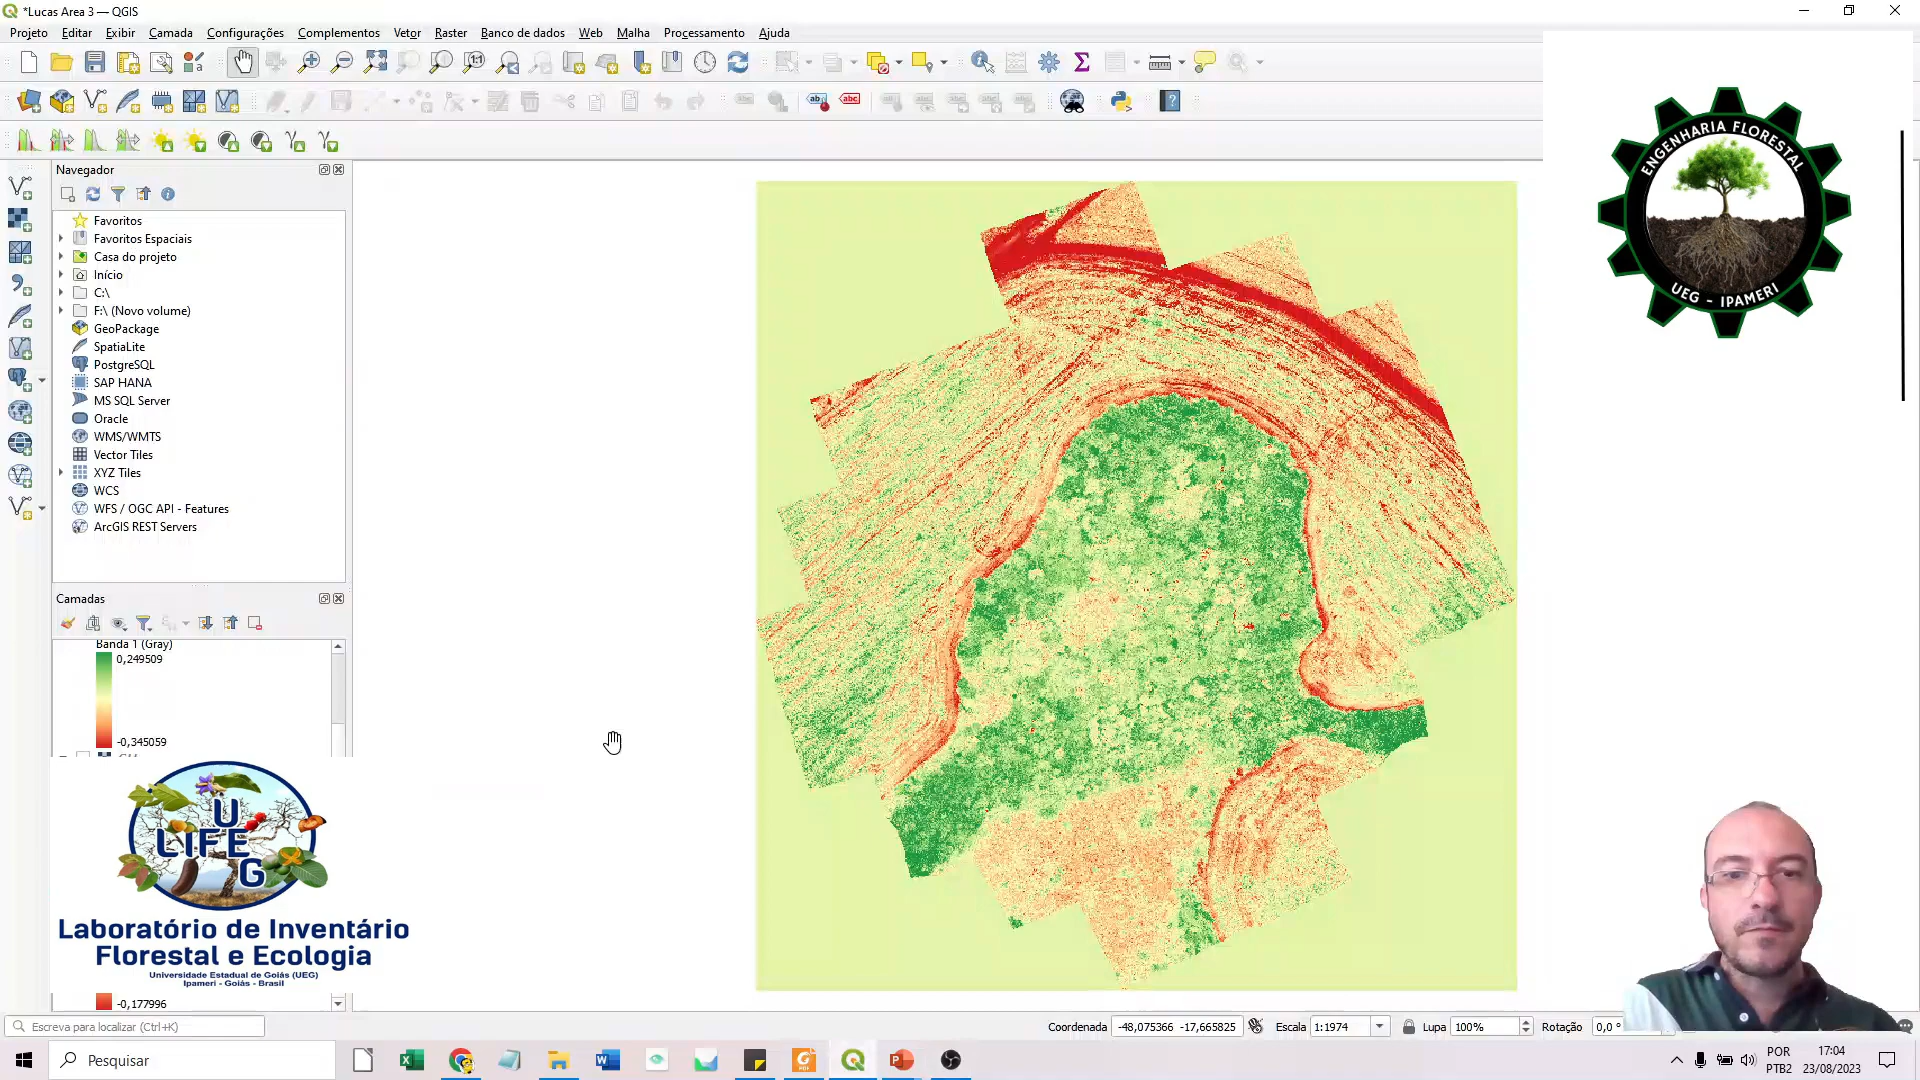 *Lucas Area 3 — QGIS
Projeto Editar Exibir Camada Configurações Complementos Vetor Raster Banco de dados Web Malha Processamento Ajuda
ENGENHARIA FLORESTAL
UEG - IPAMERI
Navegador
Favoritos
Favoritos Espaciais
Casa do projeto
Início
C:\
F:\ (Novo volume)
GeoPackage
SpatiaLite
PostgreSQL
SAP HANA
MS SQL Server
Oracle
WMS/WMTS
Vector Tiles
XYZ Tiles
WCS
WFS / OGC API - Features
ArcGIS REST Servers
Camadas
Banda 1 (Gray)
0,249509
-0,345059
U
LIFE
E
G
Laboratório de Inventário
Florestal e Ecologia
Universidade Estadual de Goiás (UEG)
Ipameri - Goiás - Brasil
-0,177996
Escreva para localizar (Ctrl+K)
Coordenada -48,075366 -17,665825 Escala 1:1974 Lupa 100% Rotação 0,0 °
Pesquisar
POR
PTB2
17:04
23/08/2023